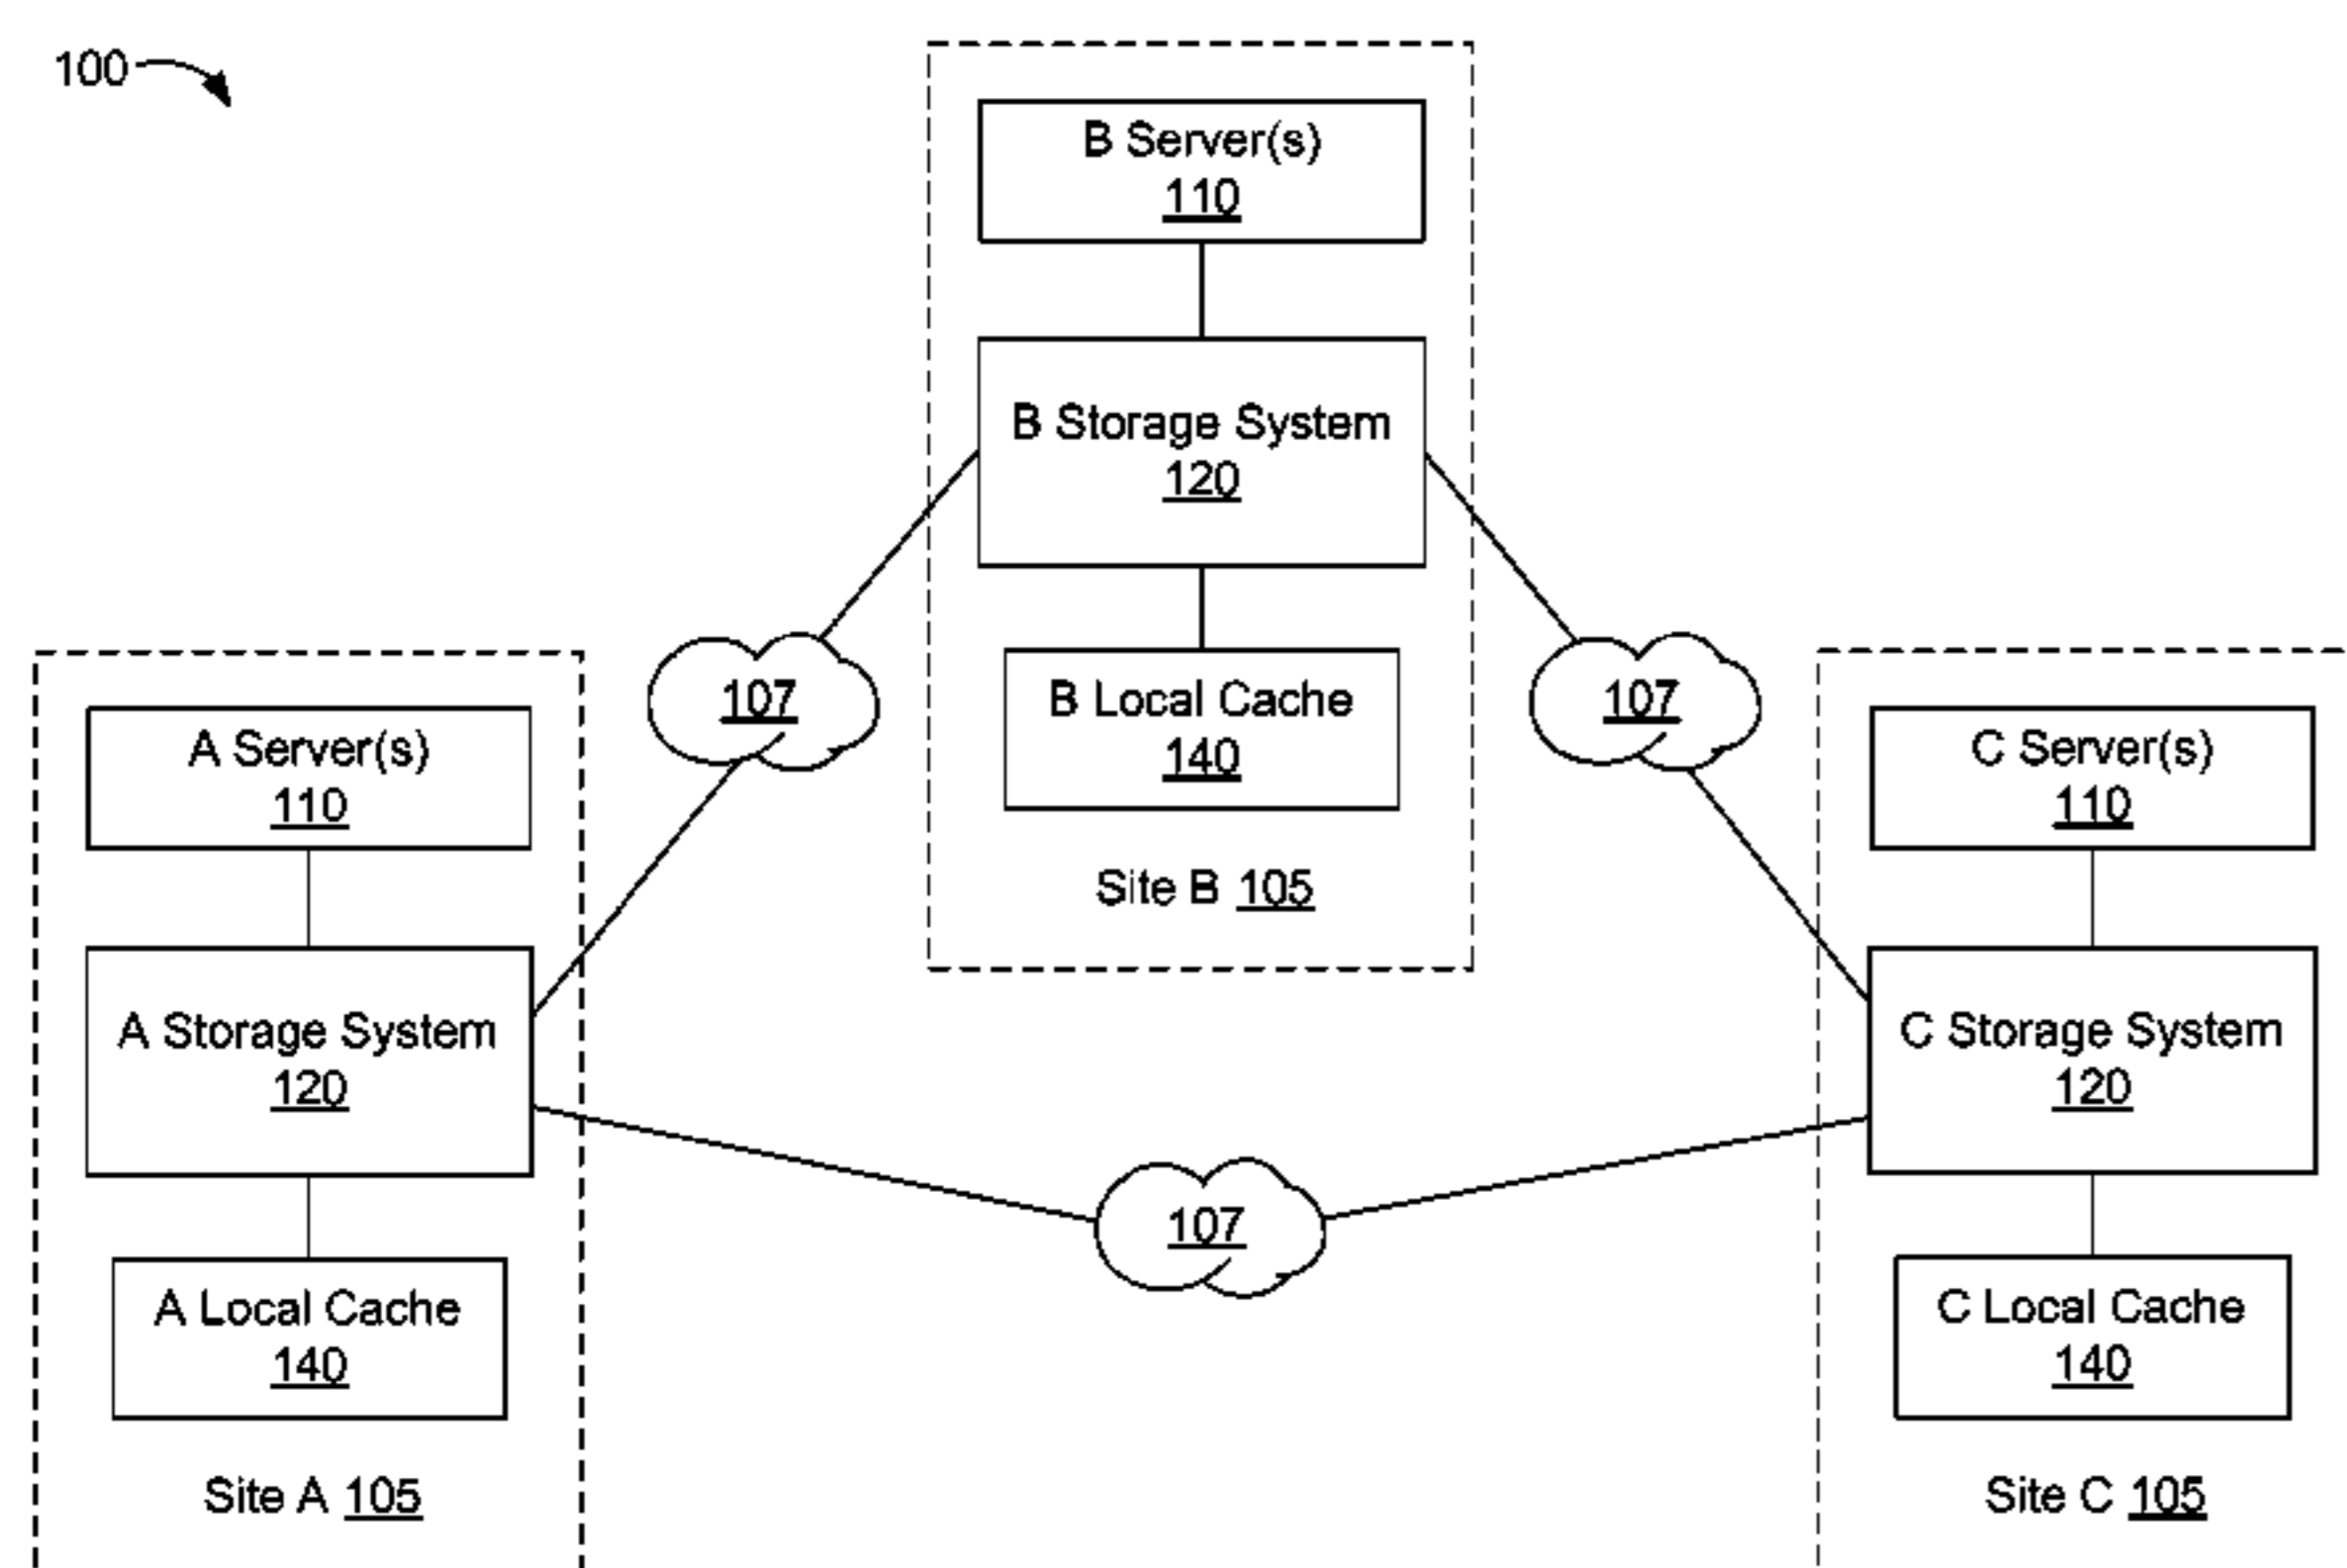 100
B Server(s)
110
B Storage System
120
B Local Cache
140
Site B 105
107
107
A Server(s)
110
A Storage System
120
A Local Cache
140
Site A 105
107
C Server(s)
110
C Storage System
120
C Local Cache
140
Site C 105